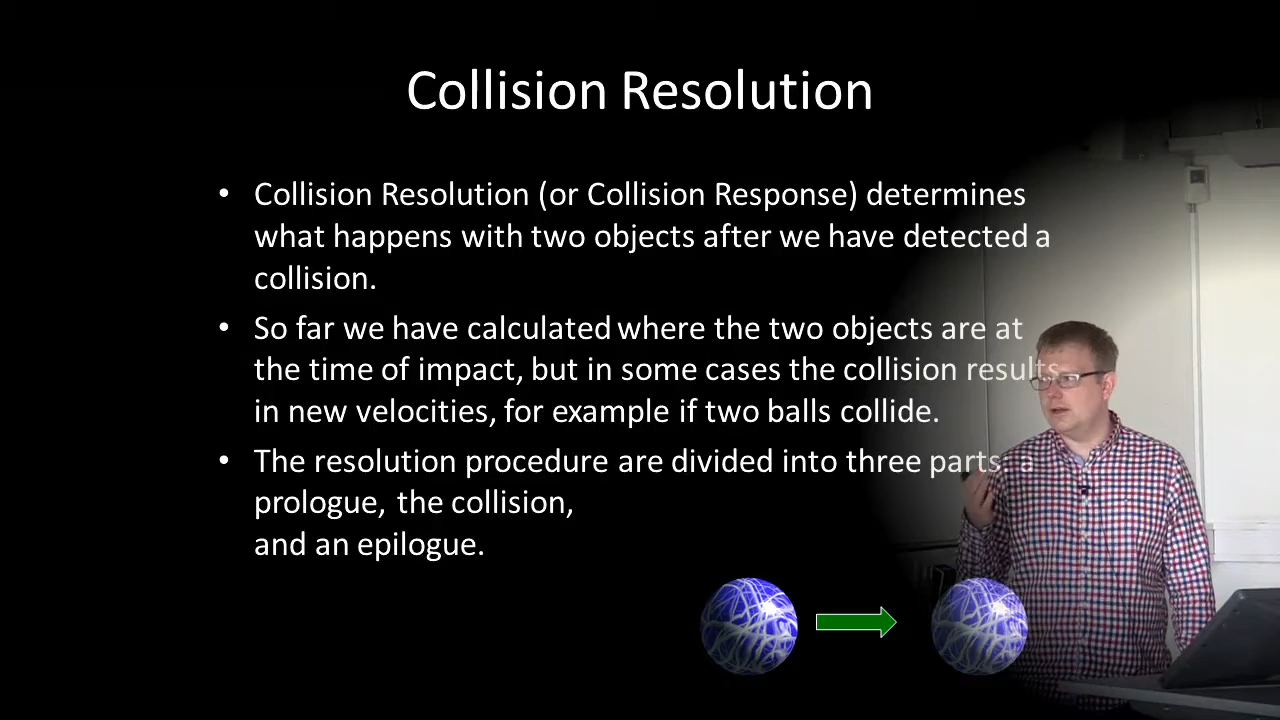 Collision Resolution
• Collision Resolution (or Collision Response) determines
what happens with two objects after we have detected a
collision.
• So far we have calculated where the two objects are at
the time of impact, but in some cases the collision results
in new velocities, for example if two balls collide.
• The resolution procedure are divided into three parts a
prologue, the collision,
and an epilogue.